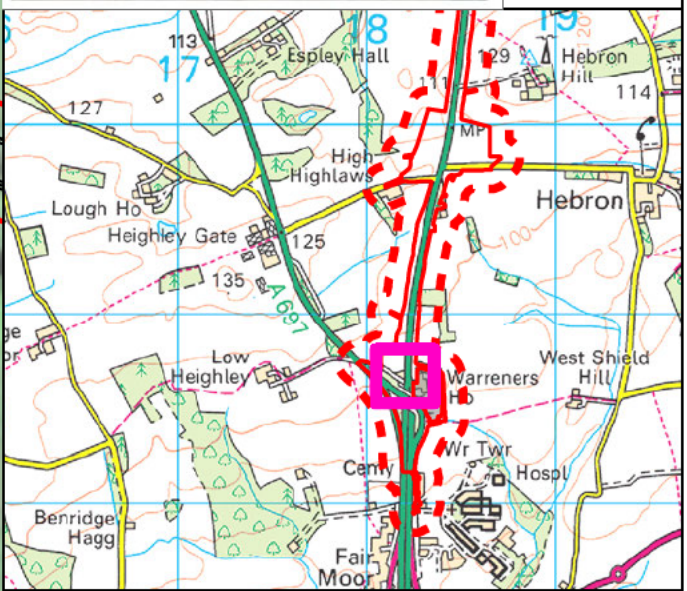 113
18
19
120
Espley Hall
129
Hebron
Hill
17
111
127
114
MP
High
Highlaws
Lough Ho
Hebron
Heighley Gate
125
100
135
A 697
Low
Heighley
West Shield
Hill
Warreners
Ho
Wr Twr
Cemy
Hospl
Benridge
Hagg
Fair
Moor